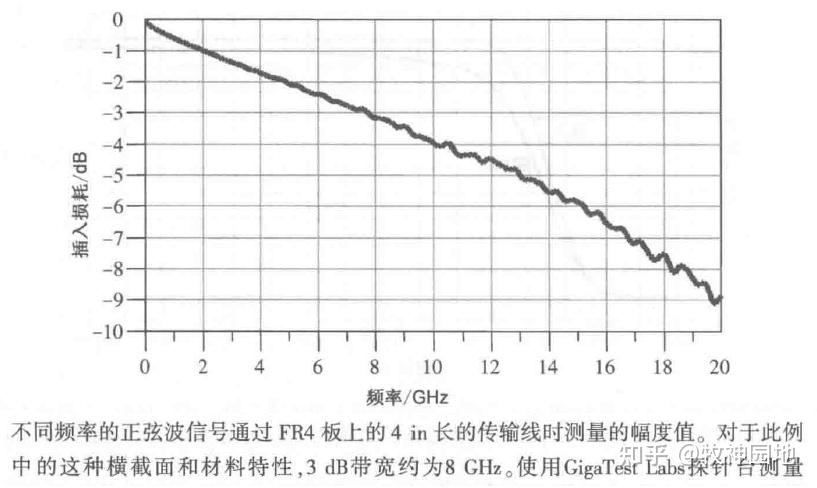 0
-1
-2
-3
-4
-5
-6
-7
-8
-9
-10
插入损耗/dB
0 2 4 6 8 10 12 14 16 18 20
频率/GHz
不同频率的正弦波信号通过 FR4 板上的 4 in 长的传输线时测量的幅度值。对于此例
中的这种横截面和材料特性,3 dB带宽约为8 GHz。使用GigaTest Labs探针台测量
知乎 @牧神园地